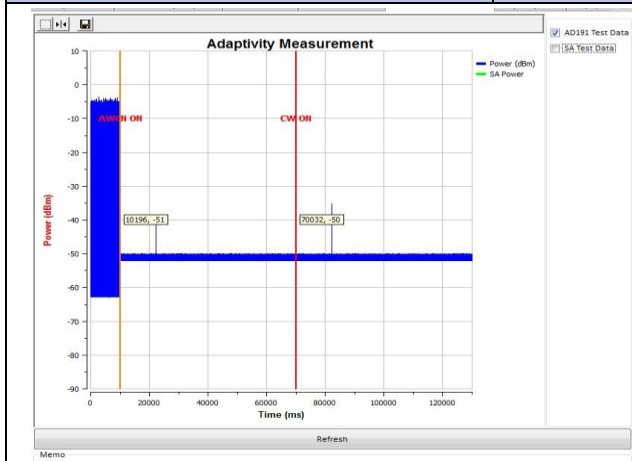 Adaptivity Measurement
AD191 Test Data
SA Test Data
Power (dBm)
SA Power
10
0
-10
-20
-30
-40
-50
-60
-70
-80
-90
Power (dBm)
AWGN ON
CW ON
10196, -51
70032, -50
0
20000
40000
60000
80000
100000
120000
Time (ms)
Refresh
Memo